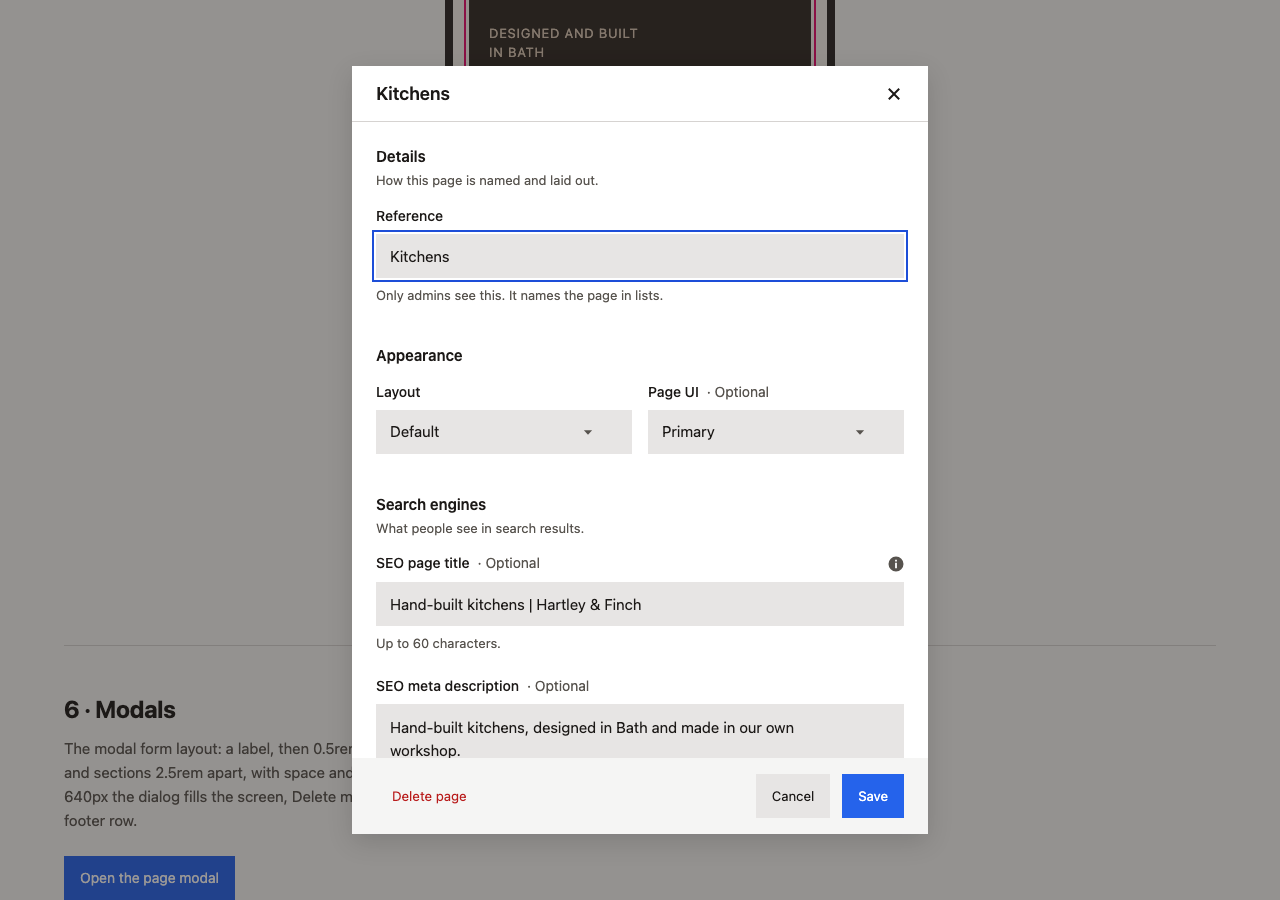 DESIGNED AND BUILT
IN BATH
Kitchens
Details
How this page is named and laid out.
Reference
Kitchens
Only admins see this. It names the page in lists.
Appearance
Layout
Page UI · Optional
Default
Primary
Search engines
What people see in search results.
SEO page title · Optional
Hand-built kitchens | Hartley & Finch
Up to 60 characters.
SEO meta description · Optional
Hand-built kitchens, designed in Bath and made in our own
workshop.
Delete page
Cancel
Save
6 · Modals
The modal form layout: a label, then
and sections 2.5rem apart, with space
640px the dialog fills the screen, Delete
footer row.
Open the page modal